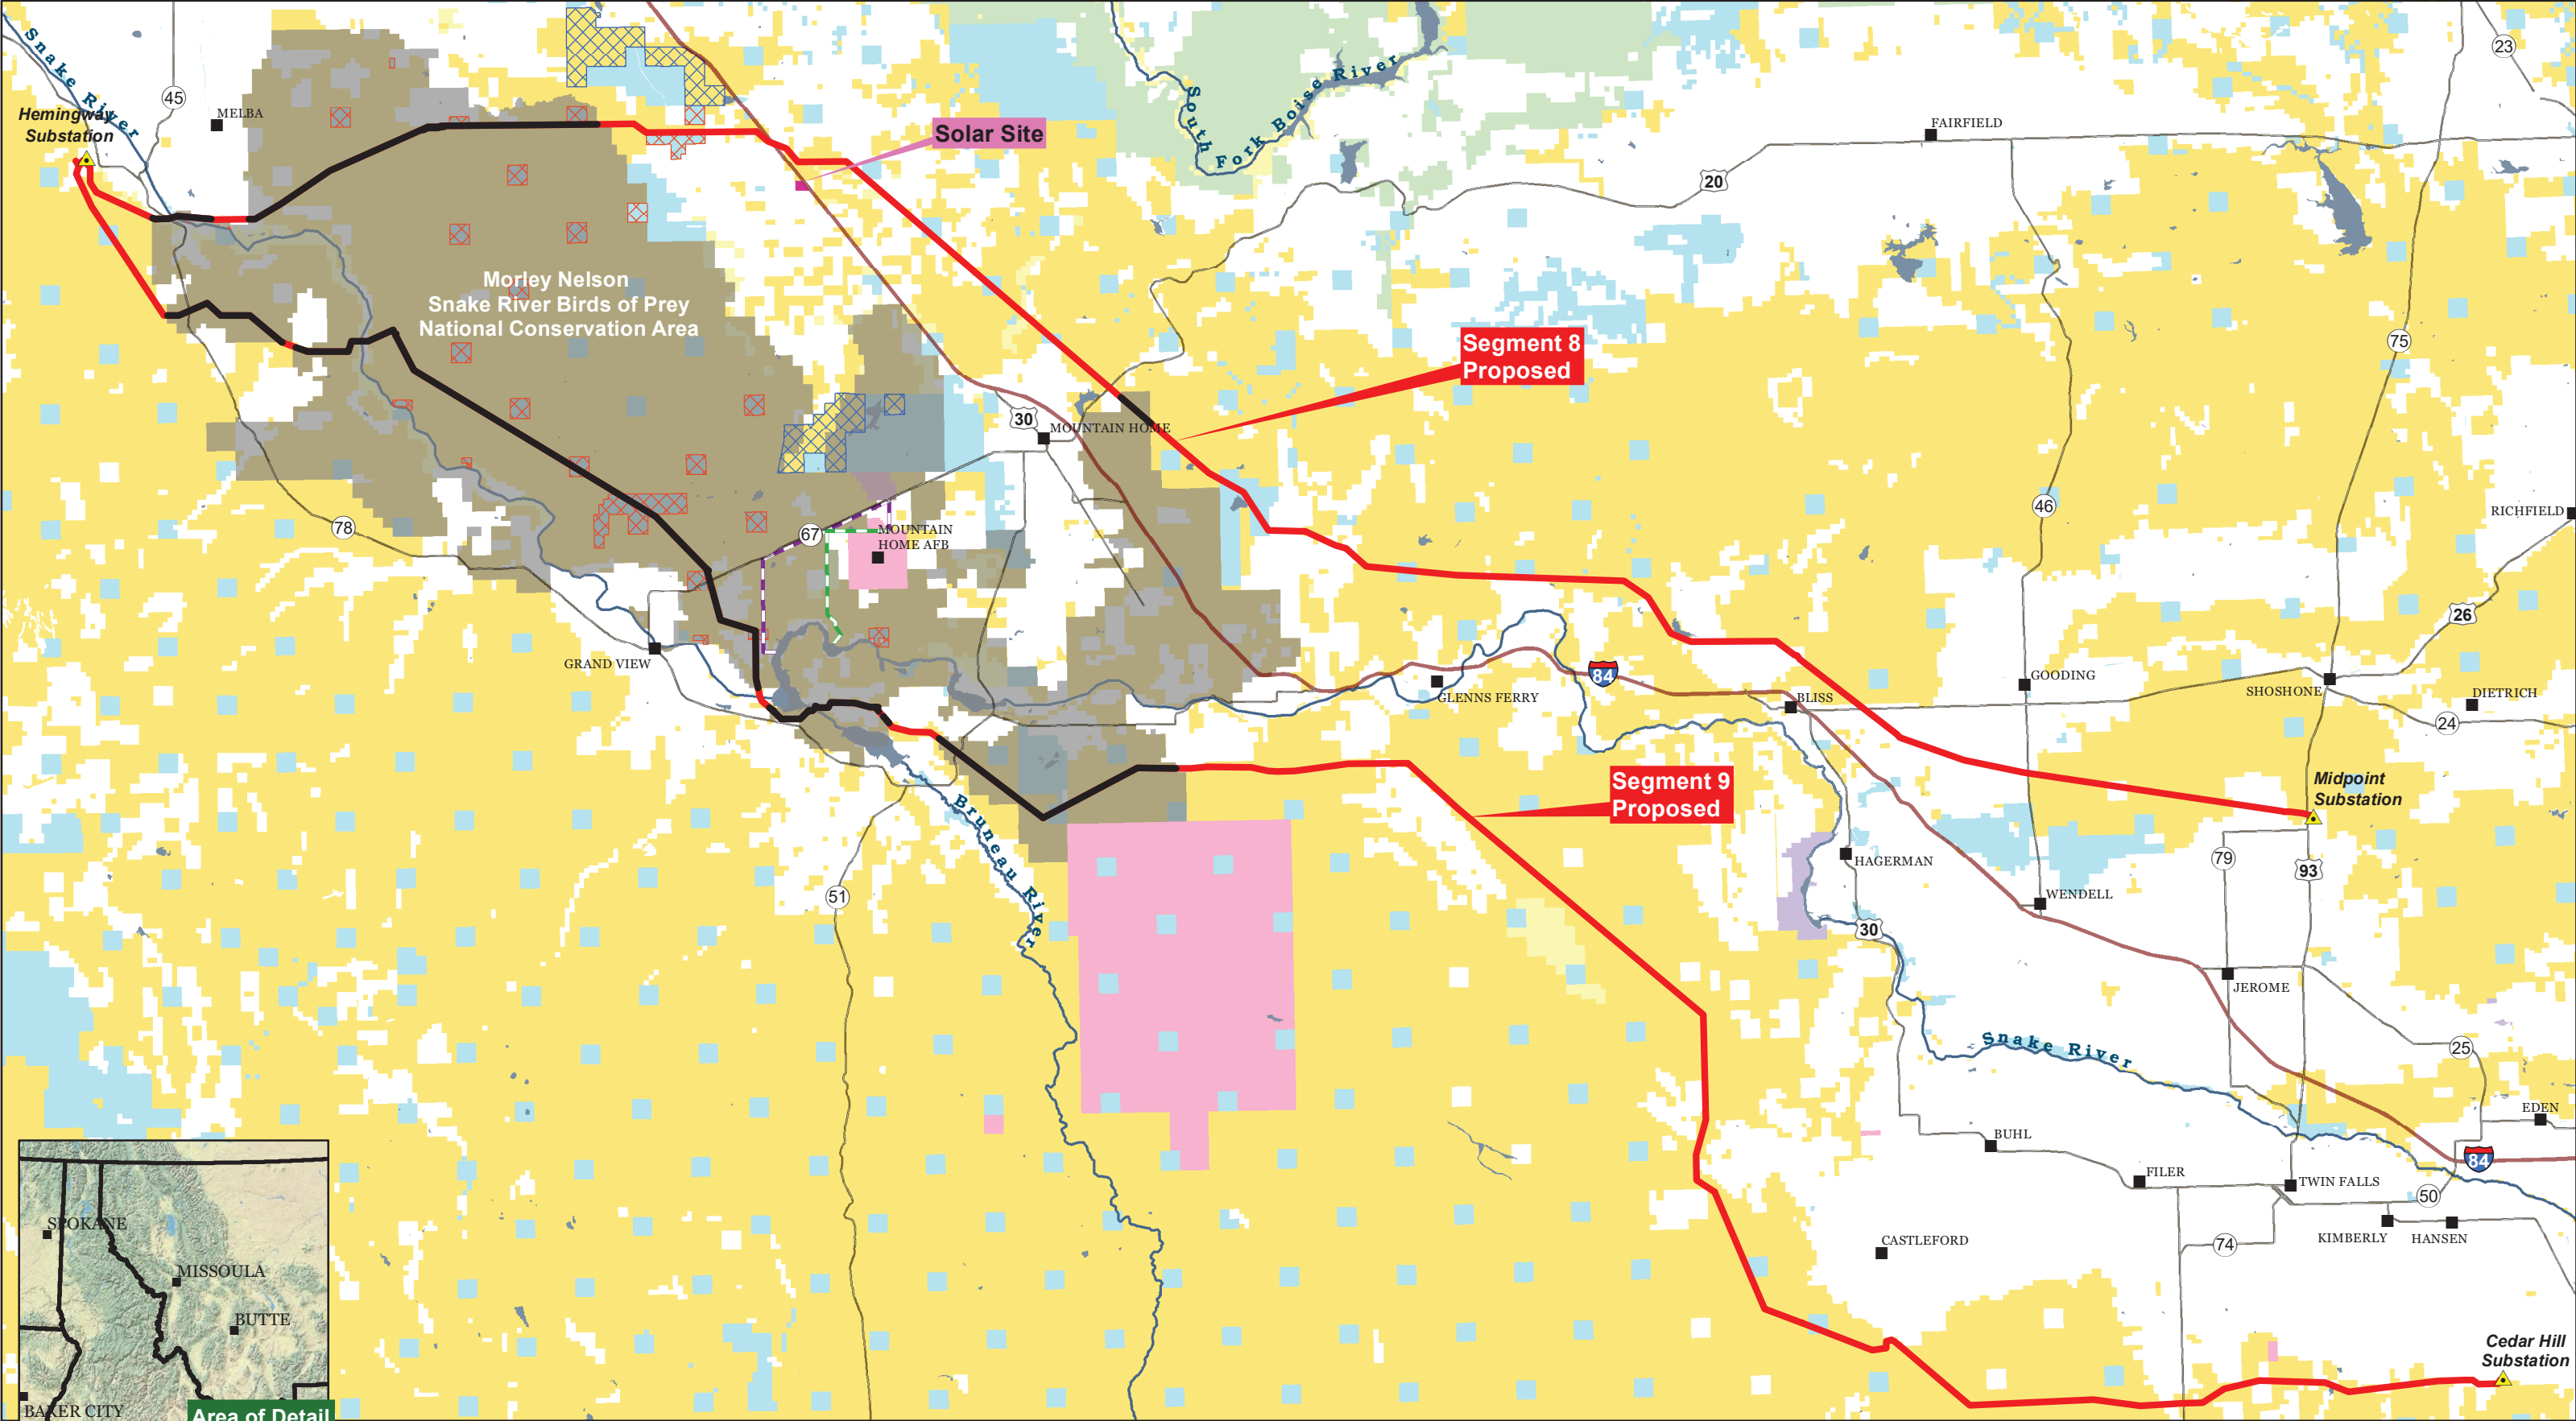 Snake River
45
MELBA
Hemingway
Substation
Solar Site
South Fork Boise River
FAIRFIELD
20
23
Morley Nelson
Snake River Birds of Prey
National Conservation Area
Segment 8
Proposed
75
30
MOUNTAIN HOME
46
RICHFIELD
78
67
MOUNTAIN
HOME AFB
26
GRAND VIEW
GLENNS FERRY
84
BLISS
GOODING
SHOSHONE
DIETRICH
24
Segment 9
Proposed
Midpoint
Substation
Bruneau River
51
HAGERMAN
79
93
WENDELL
30
JEROME
Snake River
25
EDEN
BUHL
84
FILER
TWIN FALLS
50
KIMBERLY
HANSEN
74
CASTLEFORD
Cedar Hill
Substation
SPOKANE
MISSOULA
BUTTE
BAKER CITY
Area of Detail